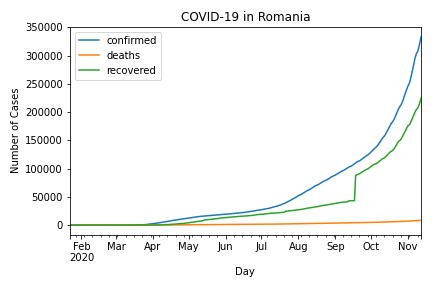 COVID-19 in Romania
350000
300000
250000
200000
150000
100000
50000
0
Number of Cases
confirmed
deaths
recovered
Feb Mar Apr May Jun Jul Aug Sep Oct Nov
2020
Day